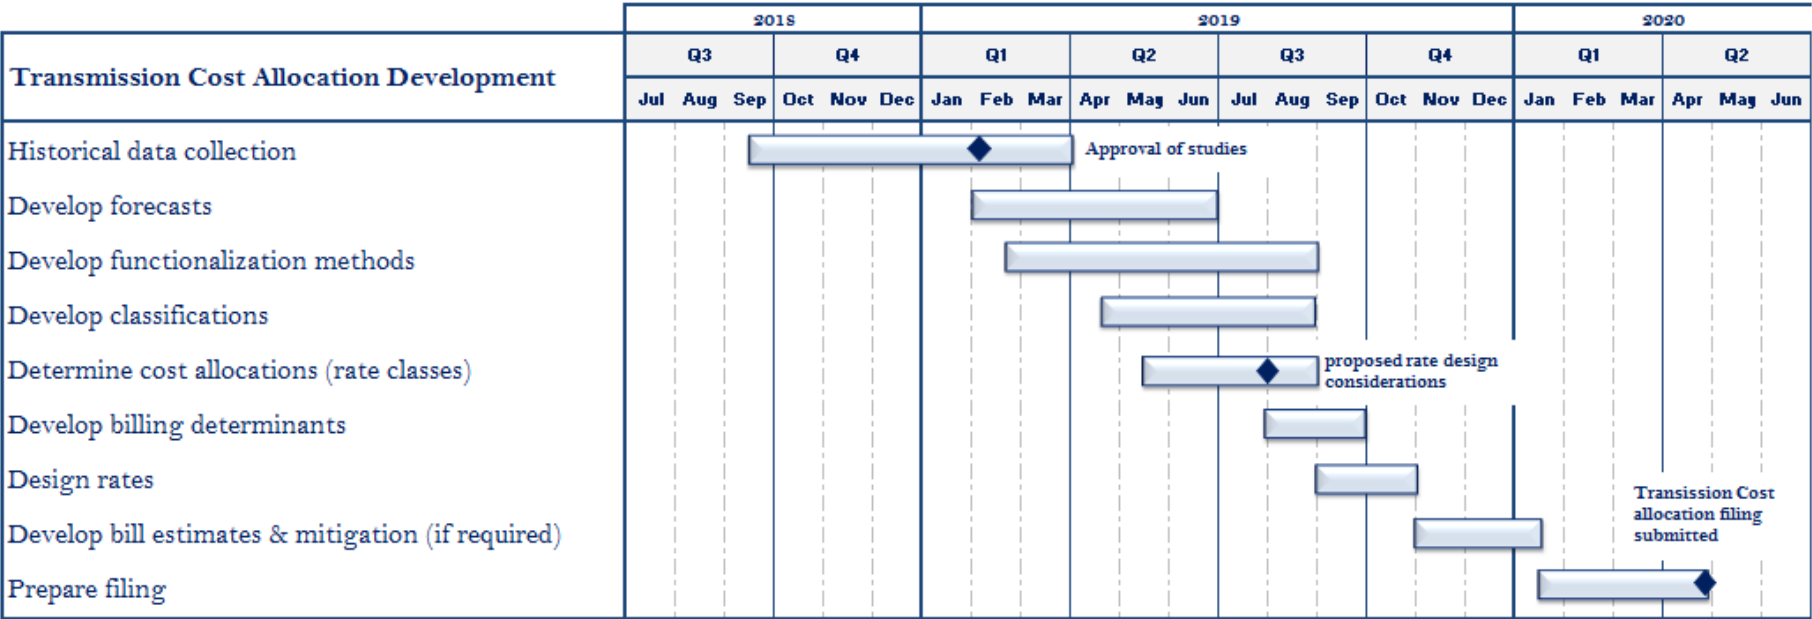 2018 2019 2020
Transmission Cost Allocation Development
Q3 Q4 Q1 Q2 Q3 Q4 Q1 Q2
Jul Aug Sep Oct Nov Dec Jan Feb Mar Apr May Jun Jul Aug Sep Oct Nov Dec Jan Feb Mar Apr May Jun
Historical data collection
Approval of studies
Develop forecasts
Develop functionalization methods
Develop classifications
Determine cost allocations (rate classes)
proposed rate design
considerations
Develop billing determinants
Design rates
Transission Cost
allocation filing
submitted
Develop bill estimates & mitigation (if required)
Prepare filing